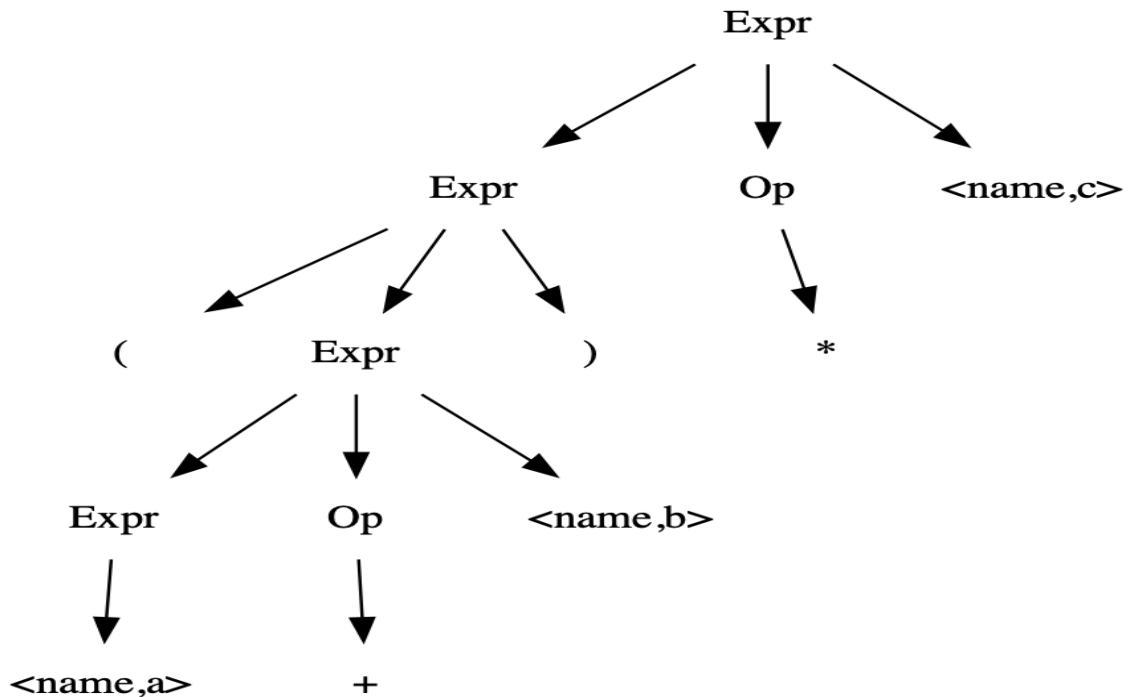 Expr
Expr Op <name,c>
( Expr ) *
Expr Op <name,b>
<name,a> +